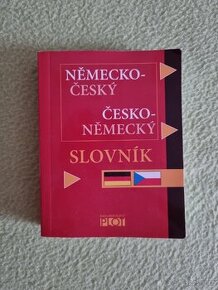 NĚMECKO-
ČESKÝ
ČESKO-
NĚMECKÝ
SLOVNÍK
PLOT